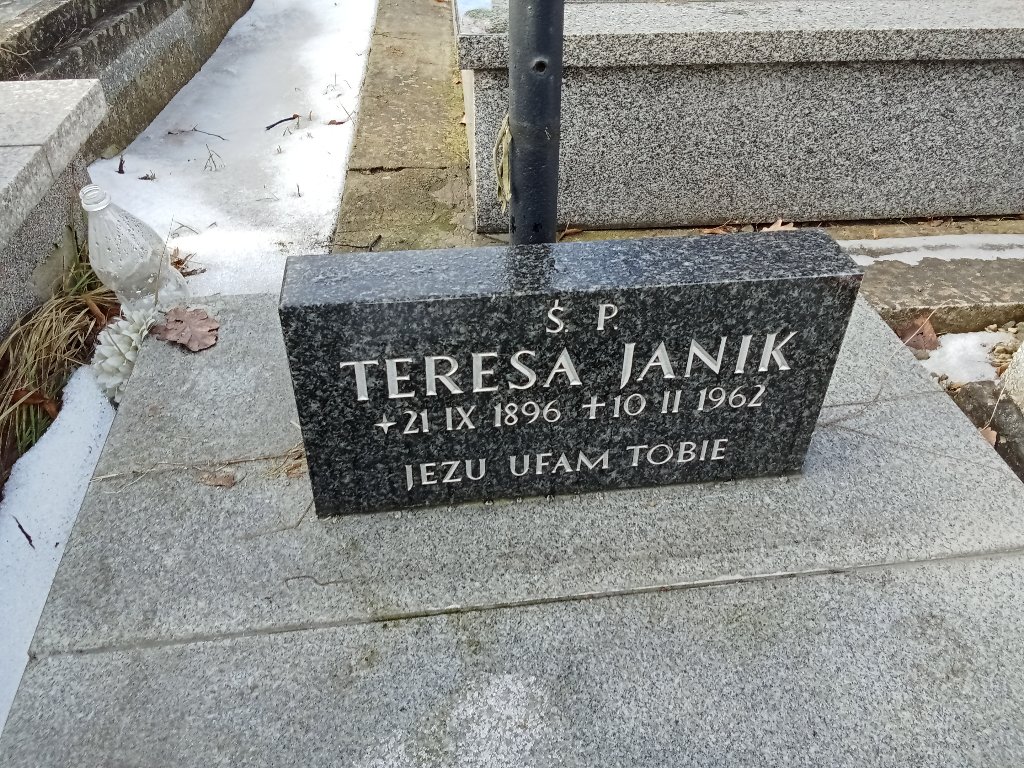 Ś. P.
TERESA JANIK
✦21 IX 1896 +10 II 1962
JEZU UFAM TOBIE